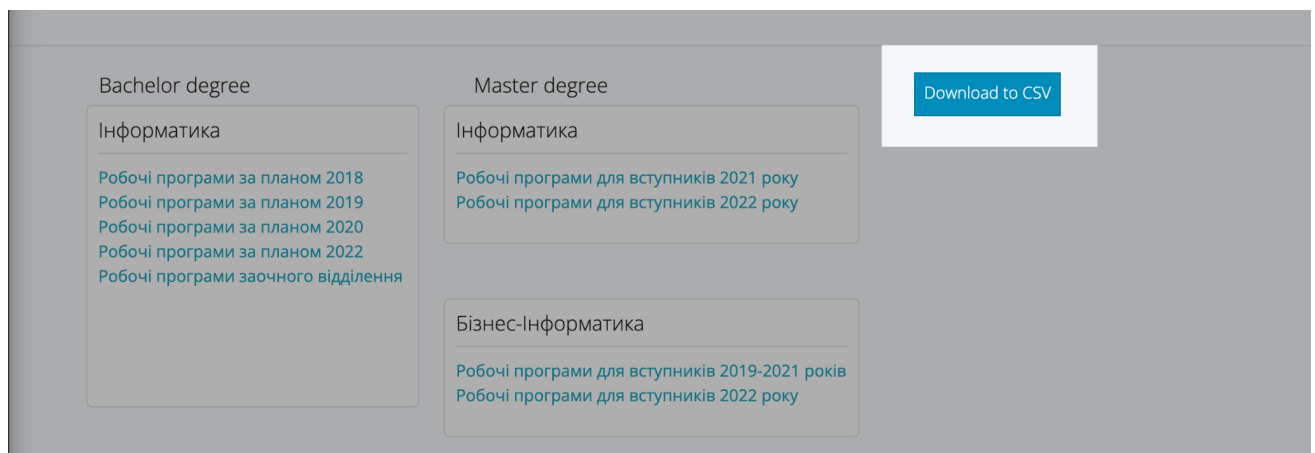 Bachelor degree
Інформатика
Робочі програми за планом 2018
Робочі програми за планом 2019
Робочі програми за планом 2020
Робочі програми за планом 2022
Робочі програми заочного відділення
Master degree
Інформатика
Робочі програми для вступників 2021 року
Робочі програми для вступників 2022 року
Бізнес-Інформатика
Робочі програми для вступників 2019-2021 років
Робочі програми для вступників 2022 року
Download to CSV